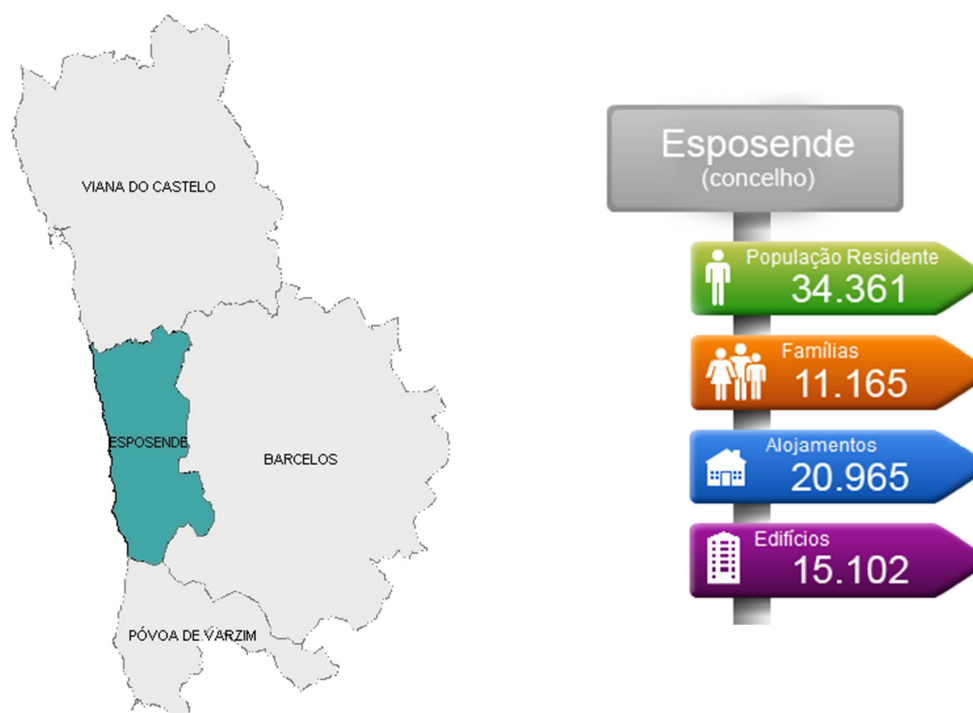 VIANA DO CASTELO
ESPOSENDE
BARCELOS
PÓVOA DE VARZIM
Esposende
(concelho)
População Residente
34.361
Famílias
11.165
Alojamentos
20.965
Edifícios
15.102